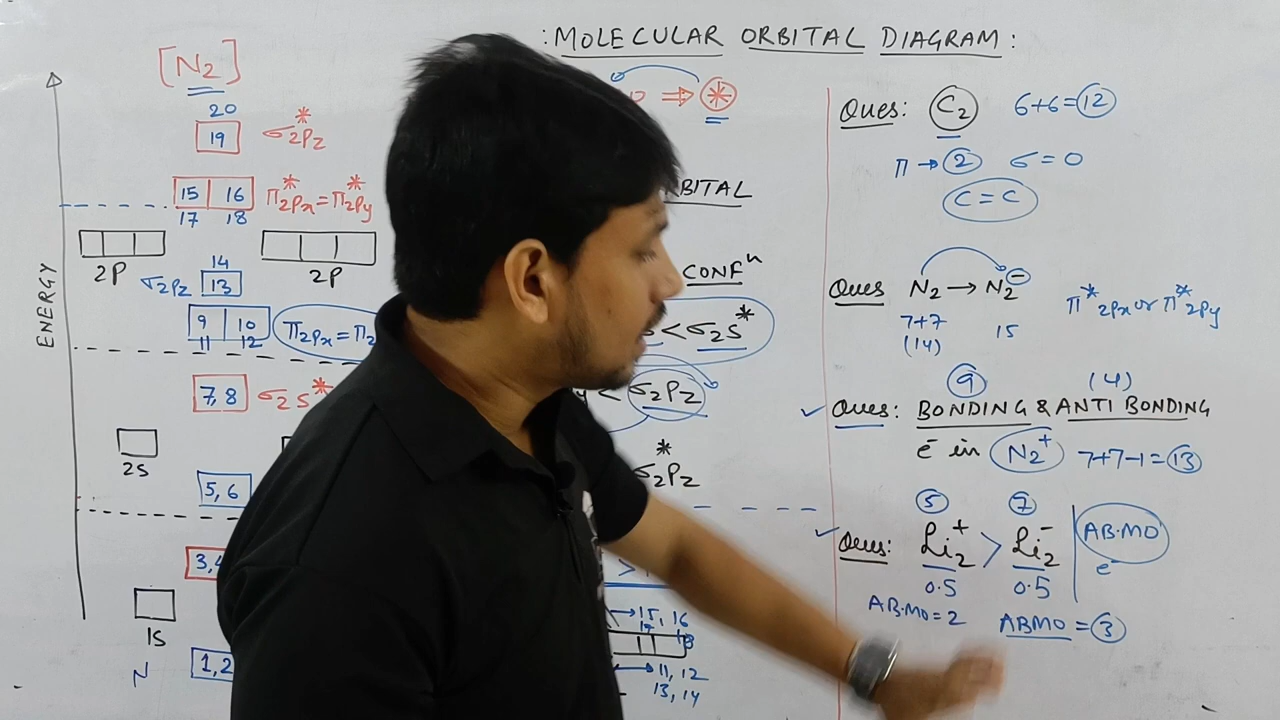 : MOLECULAR ORBITAL DIAGRAM :
[N₂]
20
19 σ*2Pz
15 16 π*2Px = π*2Py
17 18
2P 2P
14
σ2Pz 13
9 10 π2Px = π2
11 12
ENERGY
7,8 σ2s*
2s
5,6
3,4
1s
N 1,2
⇒ *
RBITAL
CONFⁿ
< σ2s*
y < σ2Pz
σ*2Pz
>
15, 16
17 18
11, 12
13, 14
Ques: C₂ 6+6=12
π → 2 σ = 0
C = C
Ques N₂ → N₂⁻ π*2Px or π*2Py
7+7 15
(14)
9 (4)
✓ Ques: BONDING & ANTI BONDING
e⁻ in N₂⁺ 7+7-1=13
5 7
✓ Ques: Li₂⁺ > Li₂⁻ AB·MO
0.5 0.5 e⁻
AB·MO = 2 ABMO = 3